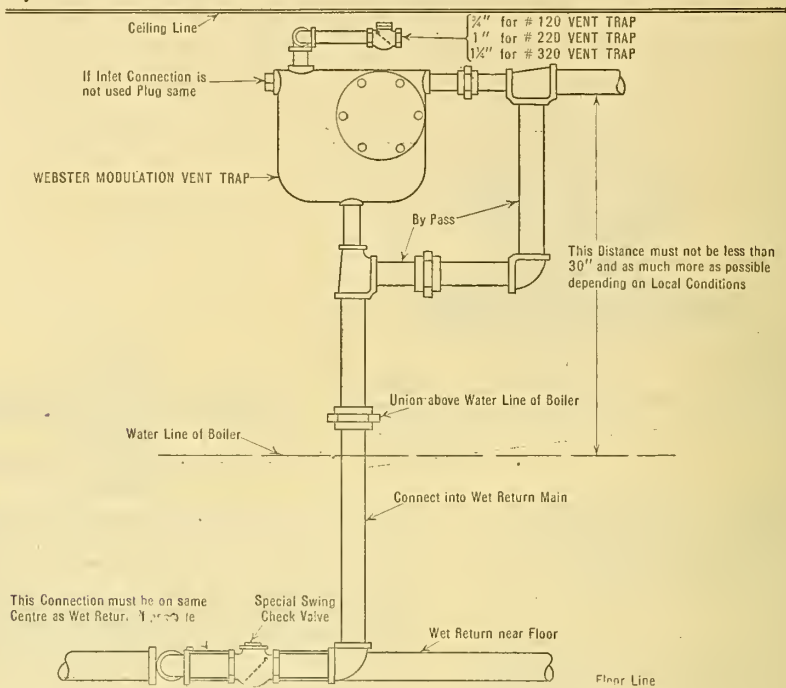 Ceiling Line
¾" for # 120 VENT TRAP
1" for # 220 VENT TRAP
1¼" for # 320 VENT TRAP
If Inlet Connection is
not used Plug same
WEBSTER MODULATION VENT TRAP
By Pass
This Distance must not be less than
30" and as much more as possible
depending on Local Conditions
Union above Water Line of Boiler
Water Line of Boiler
Connect into Wet Return Main
This Connection must be on same
Centre as Wet Return
Special Swing
Check Valve
Wet Return near Floor
Floor Line